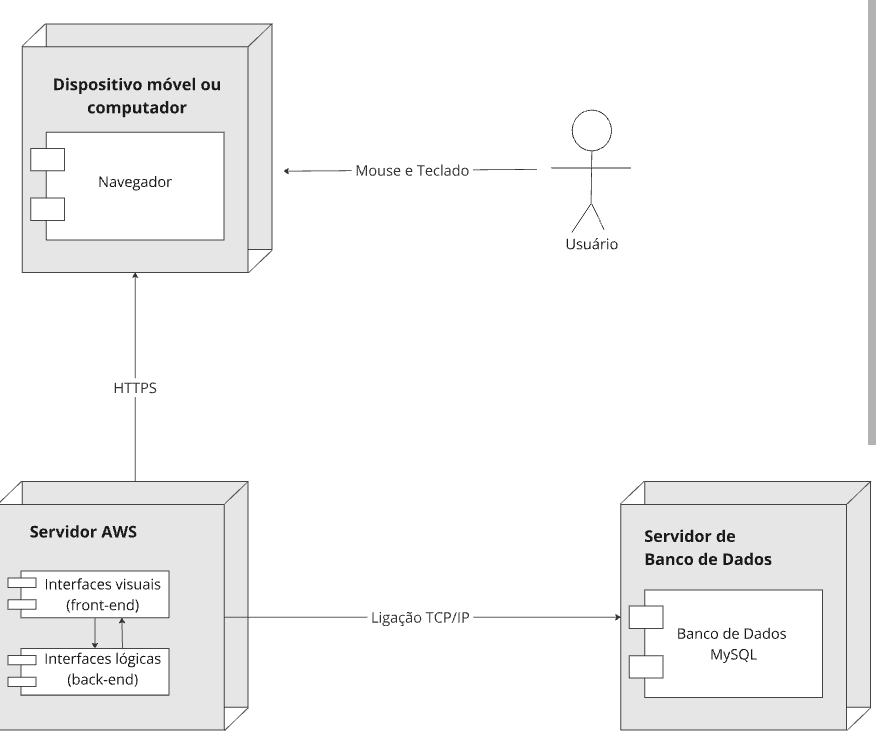 Dispositivo móvel ou
computador
Navegador
Mouse e Teclado
Usuário
HTTPS
Servidor AWS
Interfaces visuais
(front-end)
Interfaces lógicas
(back-end)
Ligação TCP/IP
Servidor de
Banco de Dados
Banco de Dados
MySQL